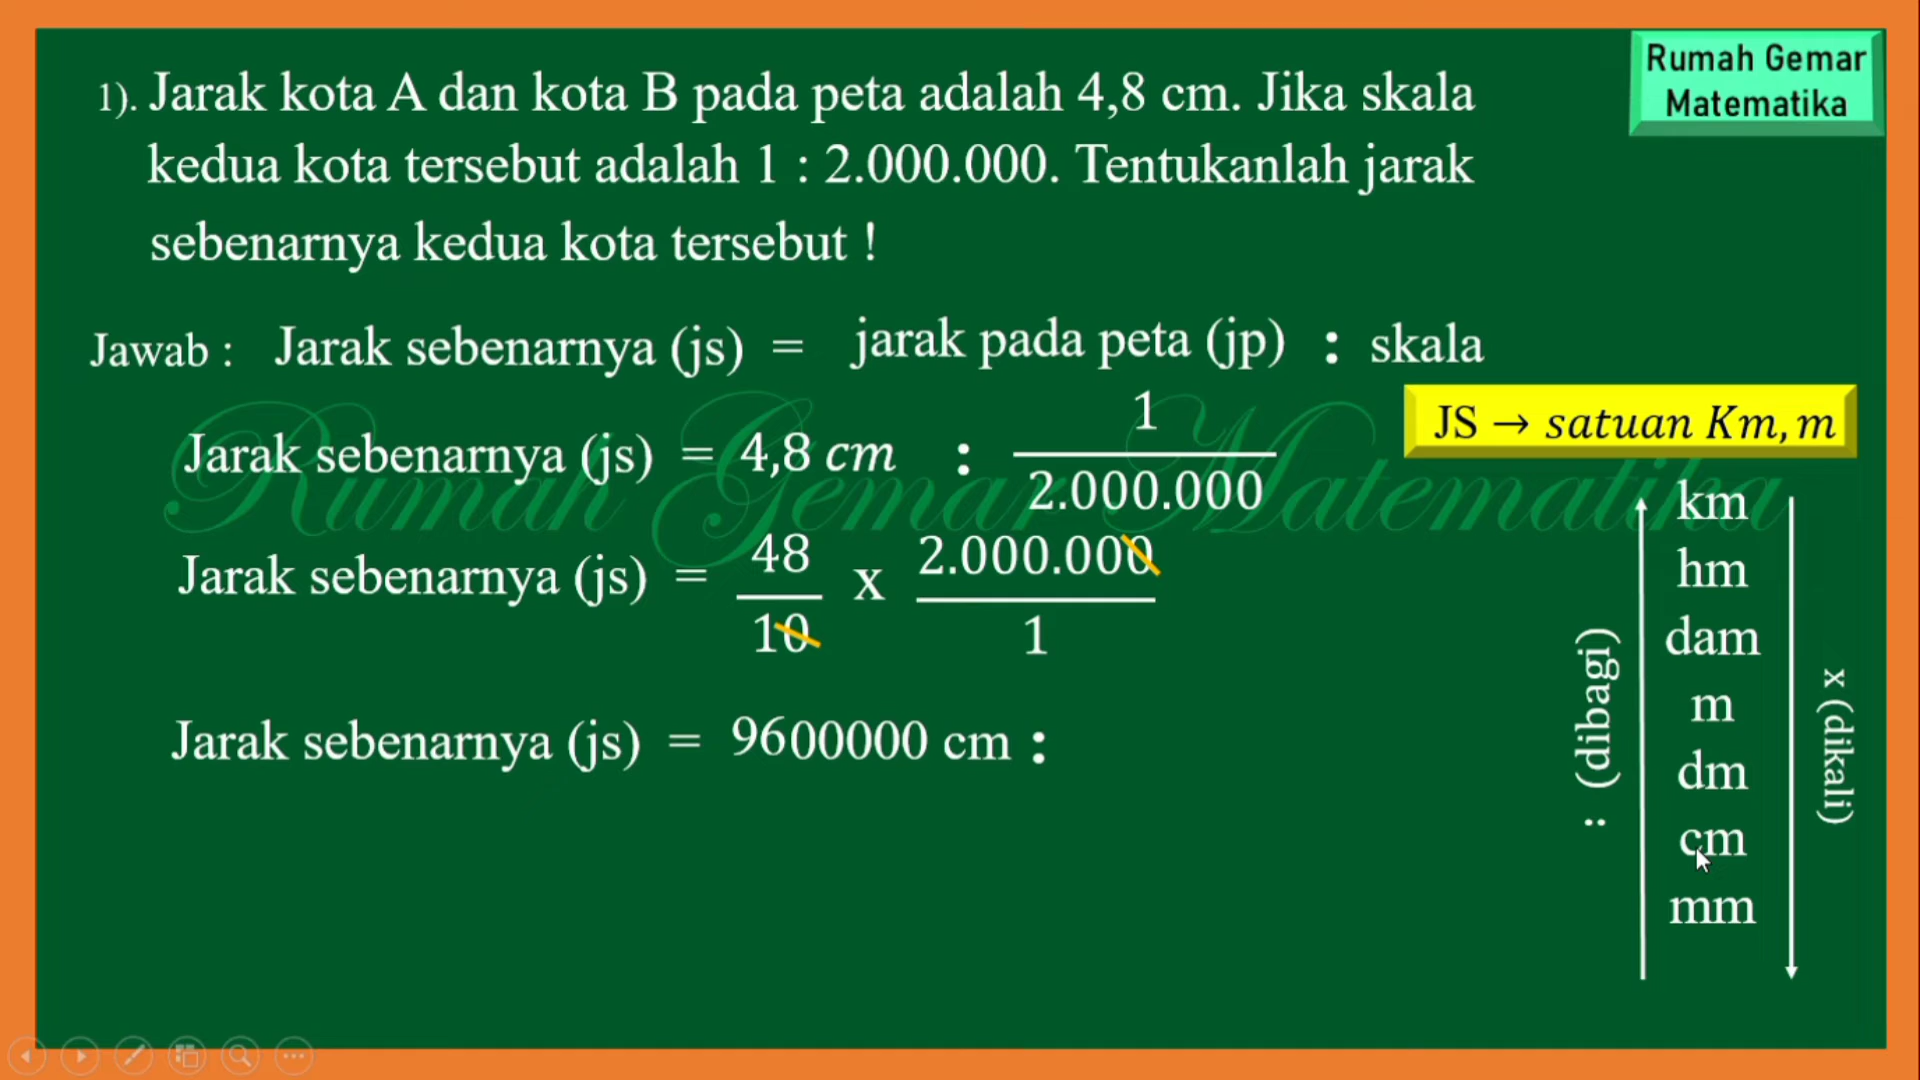 Rumah Gemar
Matematika
1). Jarak kota A dan kota B pada peta adalah 4,8 cm. Jika skala
kedua kota tersebut adalah 1 : 2.000.000. Tentukanlah jarak
sebenarnya kedua kota tersebut !
Jawab : Jarak sebenarnya (js) = jarak pada peta (jp) : skala
JS → satuan Km, m
Jarak sebenarnya (js) = 4,8 cm : 1
2.000.000
Jarak sebenarnya (js) = 48 x 2.000.000
10 1
Jarak sebenarnya (js) = 9600000 cm :
Rumah Gemar Matematika
km
hm
dam
m
dm
cm
mm
: (dibagi)
x (dikali)